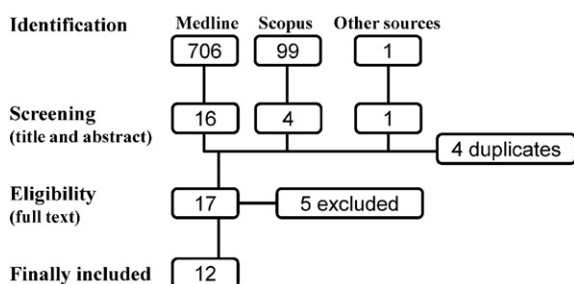 Identification
Medline Scopus Other sources
706 99 1
Screening
(title and abstract)
16 4 1
4 duplicates
Eligibility
(full text)
17 5 excluded
Finally included
12